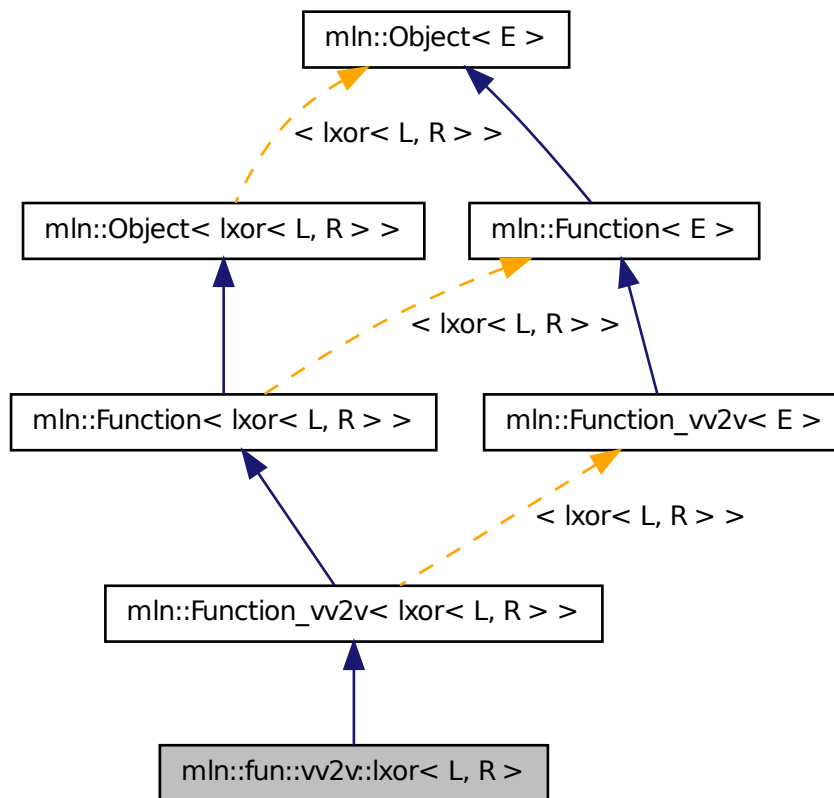 mln::Object< E >
< lxor< L, R > >
mln::Object< lxor< L, R > >
mln::Function< E >
< lxor< L, R > >
mln::Function< lxor< L, R > >
mln::Function_vv2v< E >
< lxor< L, R > >
mln::Function_vv2v< lxor< L, R > >
mln::fun::vv2v::lxor< L, R >